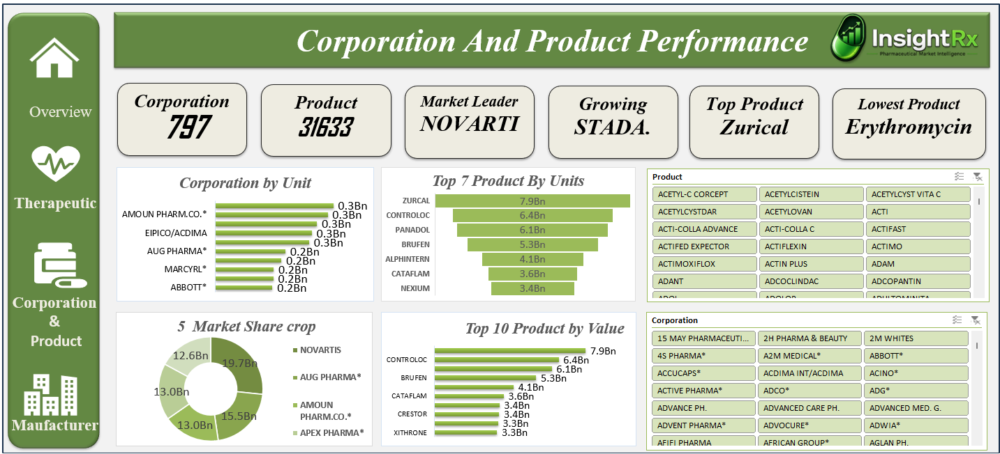 Corporation And Product Performance
InsightRx
Pharmaceutical Market Intelligence
Overview
Therapeutic
Corporation
&
Product
Maufacturer
Corporation
797
Product
31633
Market Leader
NOVARTI
Growing
STADA.
Top Product
Zurical
Lowest Product
Erythromycin
Corporation by Unit
0.3Bn
AMOUN PHARM.CO.* 0.3Bn
0.3Bn
EIPICO/ACDIMA 0.3Bn
0.3Bn
AUG PHARMA* 0.2Bn
0.2Bn
MARCYRL* 0.2Bn
0.2Bn
ABBOTT* 0.2Bn
Top 7 Product By Units
ZURCAL 7.9Bn
CONTROLOC 6.4Bn
PANADOL 6.1Bn
BRUFEN 5.3Bn
ALPHINTERN 4.1Bn
CATAFLAM 3.6Bn
NEXIUM 3.4Bn
Product
ACETYL-C CORCEPT ACETYLCISTEIN ACETYLCYST VITA C
ACETYLCYSTDAR ACETYLOVAN ACTI
ACTI-COLLA ADVANCE ACTI-COLLA C ACTIFAST
ACTIFED EXPECTOR ACTIFLEXIN ACTIMO
ACTIMOXIFLOX ACTIN PLUS ADAM
ADANT ADCOCLINDAC ADCOPANTIN
5 Market Share crop
12.6Bn 19.7Bn
13.0Bn
13.0Bn 15.5Bn
NOVARTIS
AUG PHARMA*
AMOUN
PHARM.CO.*
APEX PHARMA*
Top 10 Product by Value
7.9Bn
CONTROLOC 6.4Bn
6.1Bn
BRUFEN 5.3Bn
4.1Bn
CATAFLAM 3.6Bn
3.4Bn
CRESTOR 3.4Bn
3.3Bn
XITHRONE 3.3Bn
Corporation
15 MAY PHARMACEUTI... 2H PHARMA & BEAUTY 2M WHITES
4S PHARMA* A2M MEDICAL* ABBOTT*
ACCUCAPS* ACDIMA INT/ACDIMA ACINO*
ACTIVE PHARMA* ADCO* ADG*
ADVANCE PH. ADVANCED CARE PH. ADVANCED MED. G.
ADVENT PHARMA* ADVOCURE* ADWIA*
AFIFI PHARMA AFRICAN GROUP* AGLAN PH.